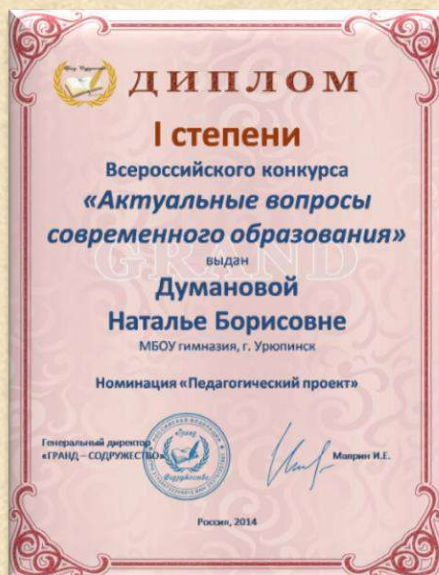 ДИПЛОМ
I степени
Всероссийского конкурса
«Актуальные вопросы
современного образования»
GRAND
выдан
Думановой
Наталье Борисовне
МБОУ гимназия, г. Урюпинск
Номинация «Педагогический проект»
Генеральный директор
«ГРАНД – СОДРУЖЕСТВО»
Маврин И.Е.
Россия, 2014